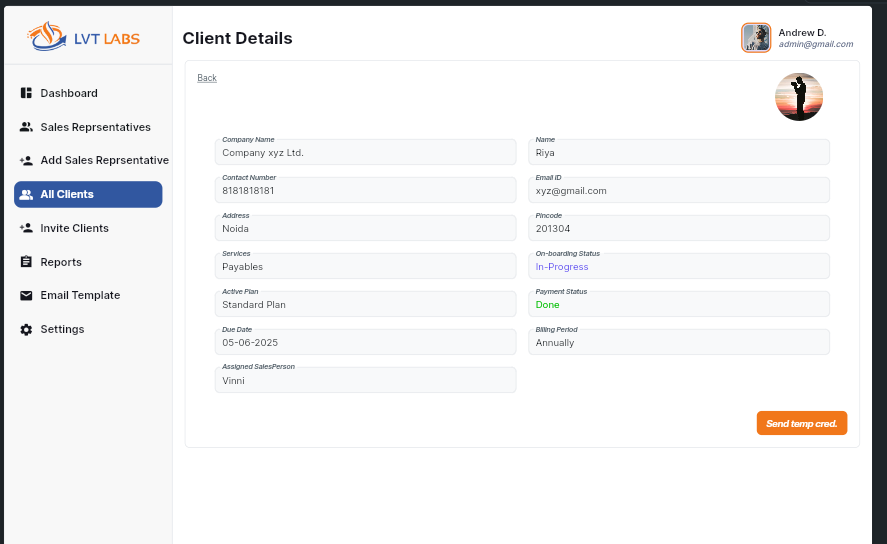 LVT LABS
Client Details
Andrew D.
admin@gmail.com
Dashboard
Sales Reprsentatives
Add Sales Reprsentative
All Clients
Invite Clients
Reports
Email Template
Settings
Back
Company Name
Company xyz Ltd.
Name
Riya
Contact Number
8181818181
Email ID
xyz@gmail.com
Address
Noida
Pincode
201304
Services
Payables
On-boarding Status
In-Progress
Active Plan
Standard Plan
Payment Status
Done
Due Date
05-06-2025
Billing Period
Annually
Assigned SalesPerson
Vinni
Send temp cred.